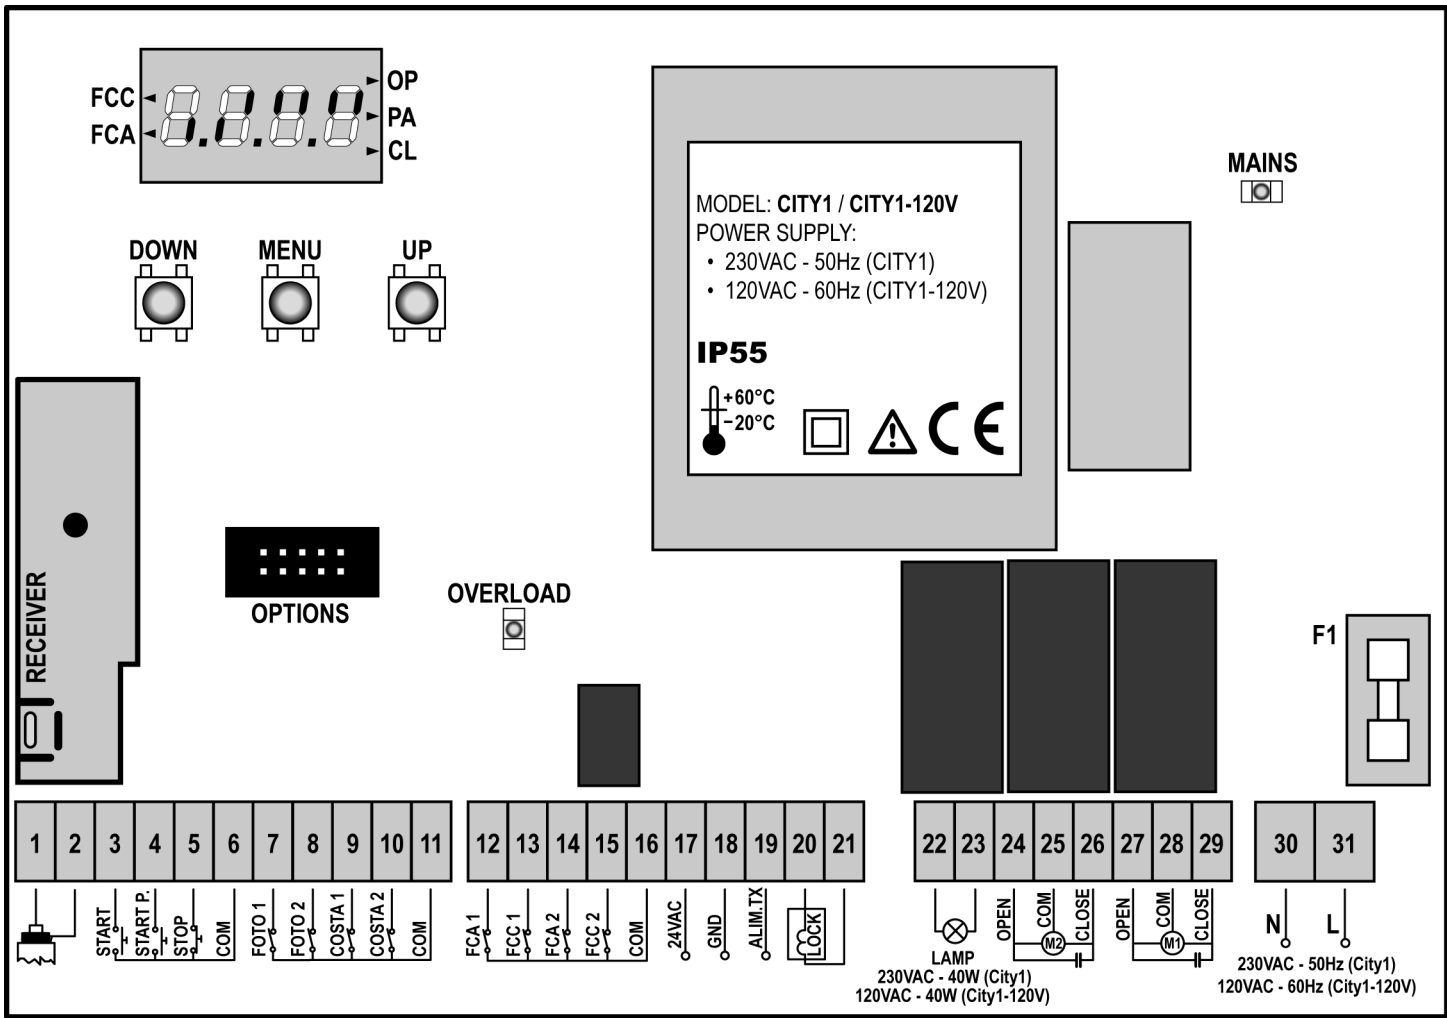 OP
FCC
PA
FCA
CL
DOWN
MENU
UP
MODEL: CITY1 / CITY1-120V
POWER SUPPLY:
• 230VAC - 50Hz (CITY1)
• 120VAC - 60Hz (CITY1-120V)
IP55
+60°C
-20°C
CE
MAINS
RECEIVER
OPTIONS
OVERLOAD
F1
1 2 3 4 5 6 7 8 9 10 11
12 13 14 15 16 17 18 19 20 21
22 23 24 25 26 27 28 29
30 31
START
START P.
STOP
COM
FOTO 1
FOTO 2
COSTA 1
COSTA 2
COM
FCA 1
FCC 1
FCA 2
FCC 2
COM
24VAC
GND
ALIM.TX
LOCK
LAMP
230VAC - 40W (City1)
120VAC - 40W (City1-120V)
OPEN
COM
CLOSE
M2
OPEN
COM
CLOSE
M1
N
L
230VAC - 50Hz (City1)
120VAC - 60Hz (City1-120V)